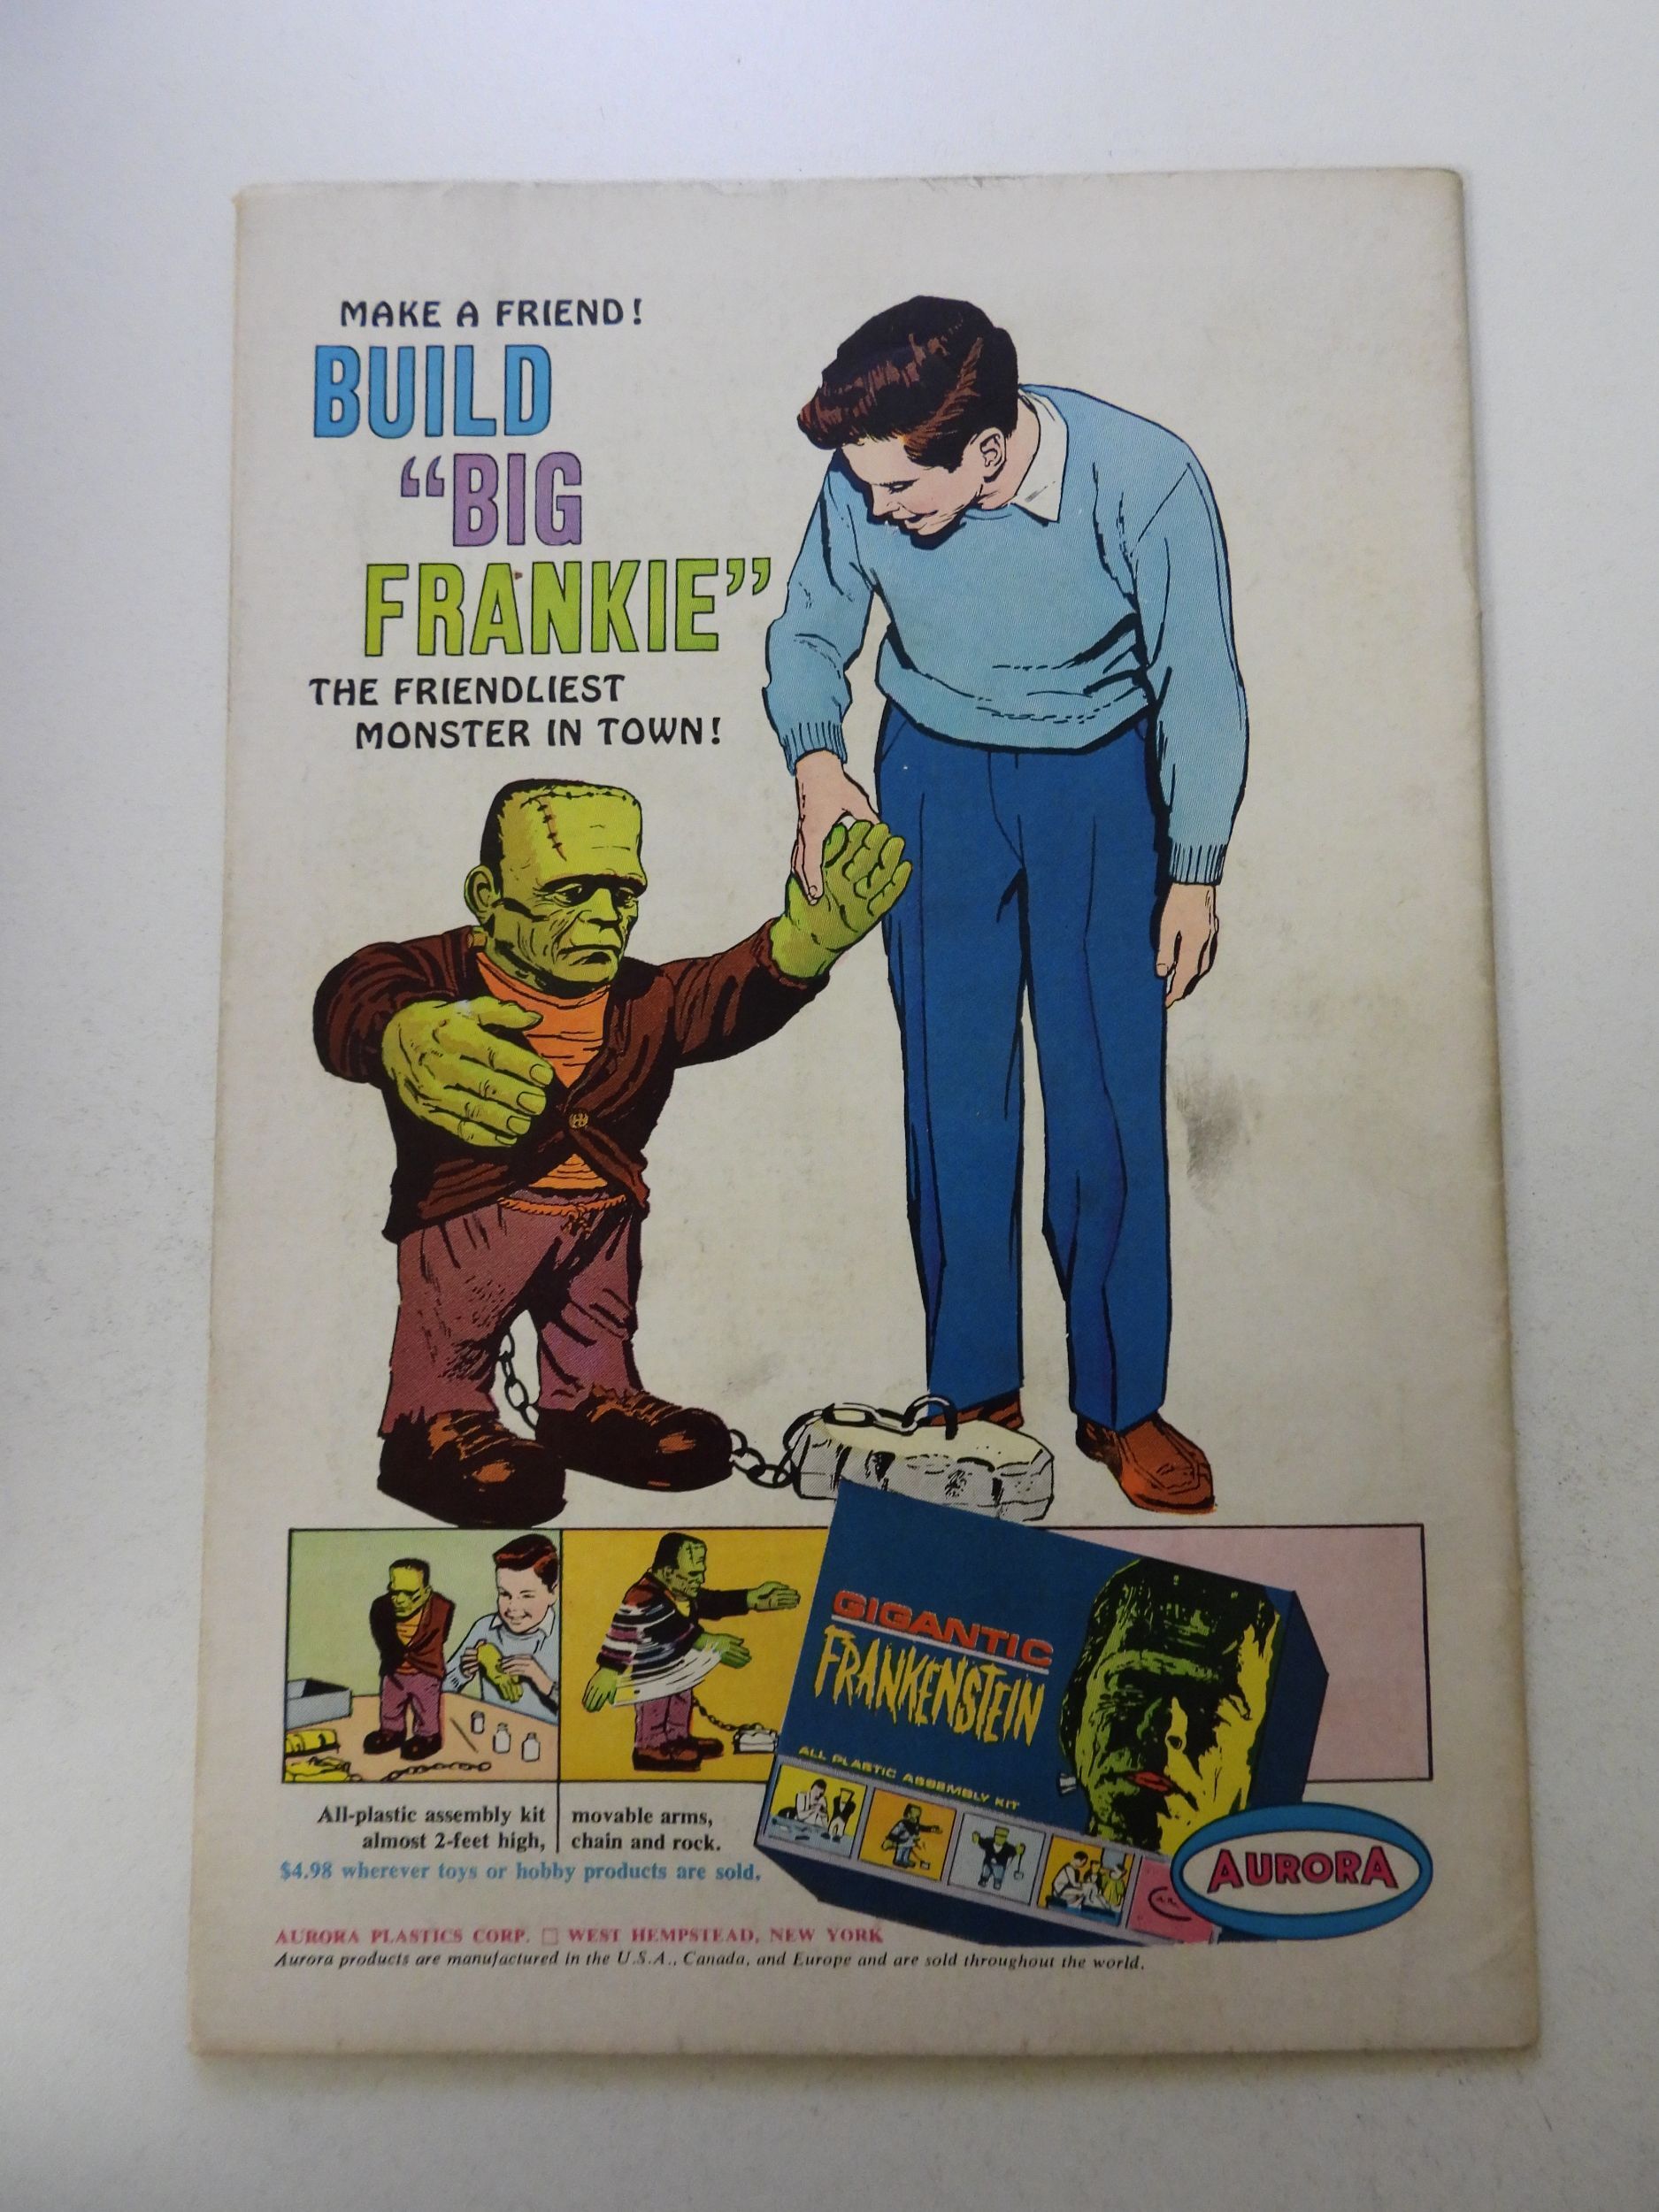 MAKE A FRIEND!
BUILD
“BIG
FRANKIE”
THE FRIENDLIEST
MONSTER IN TOWN!
GIGANTIC
FRANKENSTEIN
ALL PLASTIC ASSEMBLY KIT
All-plastic assembly kit
almost 2-feet high,
movable arms,
chain and rock.
$4.98 wherever toys or hobby products are sold.
AURORA
AURORA PLASTICS CORP. □ WEST HEMPSTEAD, NEW YORK
Aurora products are manufactured in the U.S.A., Canada, and Europe and are sold throughout the world.